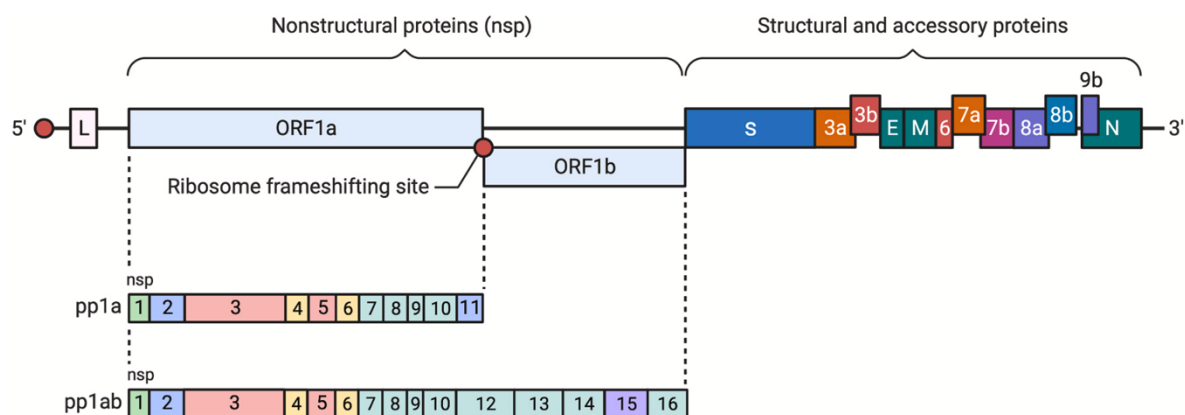 Nonstructural proteins (nsp) Structural and accessory proteins
9b
5' L ORF1a S 3a 3b E M 6 7a 7b 8a 8b N 3'
Ribosome frameshifting site ORF1b
nsp
pp1a 1 2 3 4 5 6 7 8 9 10 11
nsp
pp1ab 1 2 3 4 5 6 7 8 9 10 12 13 14 15 16